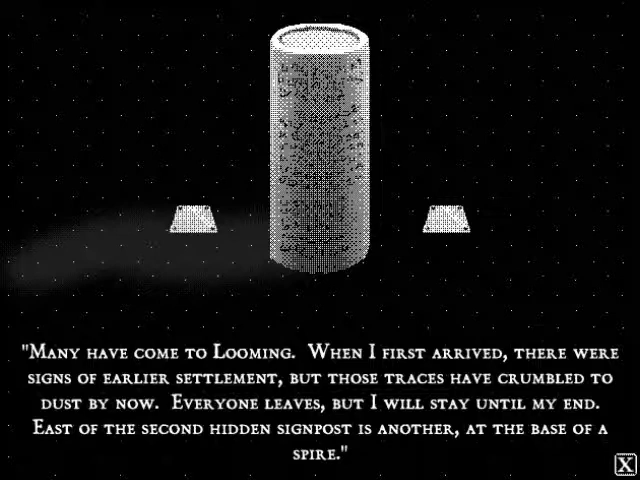 "Many have come to Looming. When I first arrived, there were
signs of earlier settlement, but those traces have crumbled to
dust by now. Everyone leaves, but I will stay until my end.
East of the second hidden signpost is another, at the base of a
spire."
X